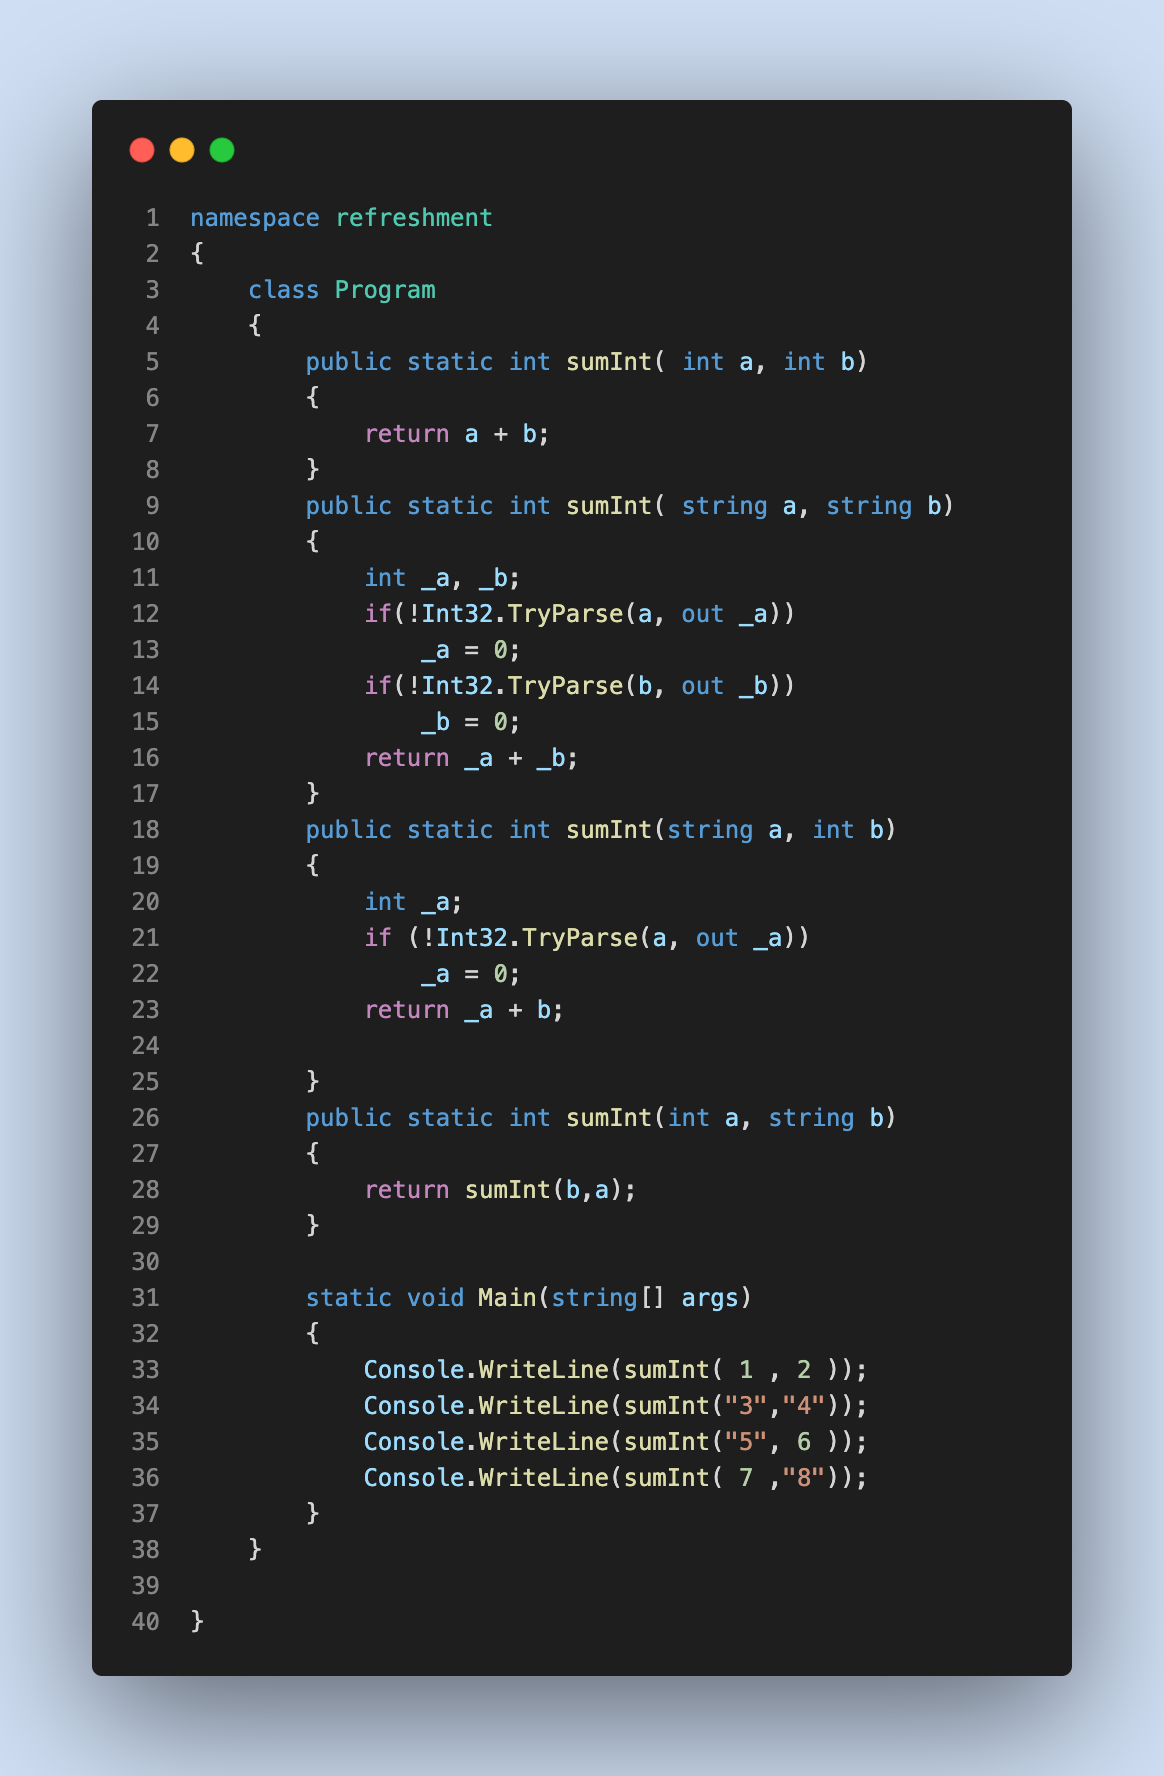 1 namespace refreshment
2 {
3     class Program
4     {
5         public static int sumInt( int a, int b)
6         {
7             return a + b;
8         }
9         public static int sumInt( string a, string b)
10         {
11             int _a, _b;
12             if(!Int32.TryParse(a, out _a))
13                 _a = 0;
14             if(!Int32.TryParse(b, out _b))
15                 _b = 0;
16             return _a + _b;
17         }
18         public static int sumInt(string a, int b)
19         {
20             int _a;
21             if (!Int32.TryParse(a, out _a))
22                 _a = 0;
23             return _a + b;
24
25         }
26         public static int sumInt(int a, string b)
27         {
28             return sumInt(b,a);
29         }
30
31         static void Main(string[] args)
32         {
33             Console.WriteLine(sumInt( 1 , 2 ));
34             Console.WriteLine(sumInt("3","4"));
35             Console.WriteLine(sumInt("5", 6 ));
36             Console.WriteLine(sumInt( 7 ,"8"));
37         }
38     }
39
40 }